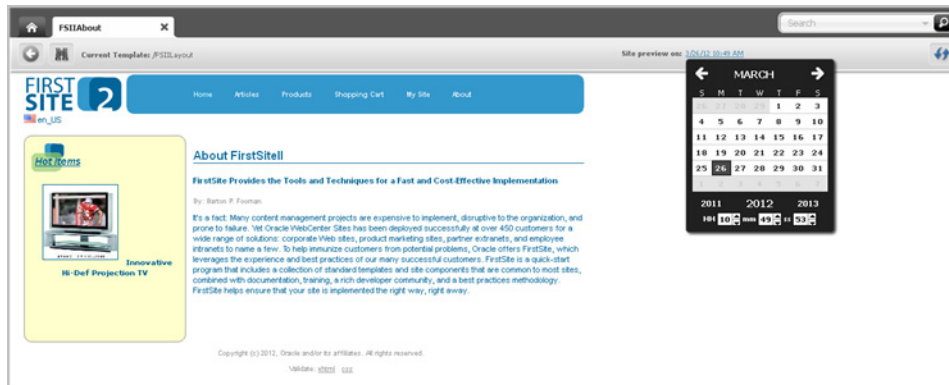 FSIIAbout
Search
Current Template: /FSIILayout
Site preview on: 3/26/12 10:49 AM
FIRST
SITE 2
en_US
Home Articles Products Shopping Cart My Site About
MARCH
S M T W T F S
26 27 28 29 1 2 3
4 5 6 7 8 9 10
11 12 13 14 15 16 17
18 19 20 21 22 23 24
25 26 27 28 29 30 31
1 2 3 4 5 6 7
2011 2012 2013
HH 10 mm 49 ss 53
Hot Items
Innovative
Hi-Def Projection TV
About FirstSiteII
FirstSite Provides the Tools and Techniques for a Fast and Cost-Effective Implementation
By: Barton P. Fooman
It's a fact: Many content management projects are expensive to implement, disruptive to the organization, and
prone to failure. Yet Oracle WebCenter Sites has been deployed successfully at over 450 customers for a
wide range of solutions: corporate Web sites, product marketing sites, partner extranets, and employee
intranets to name a few. To help immunize customers from potential problems, Oracle offers FirstSite, which
leverages the experience and best practices of our many successful customers. FirstSite is a quick-start
program that includes a collection of standard templates and site components that are common to most sites,
combined with documentation, training, a rich developer community, and a best practices methodology.
FirstSite helps ensure that your site is implemented the right way, right away.
Copyright (c) 2012, Oracle and/or its affiliates. All rights reserved.
Validate: xhtml css